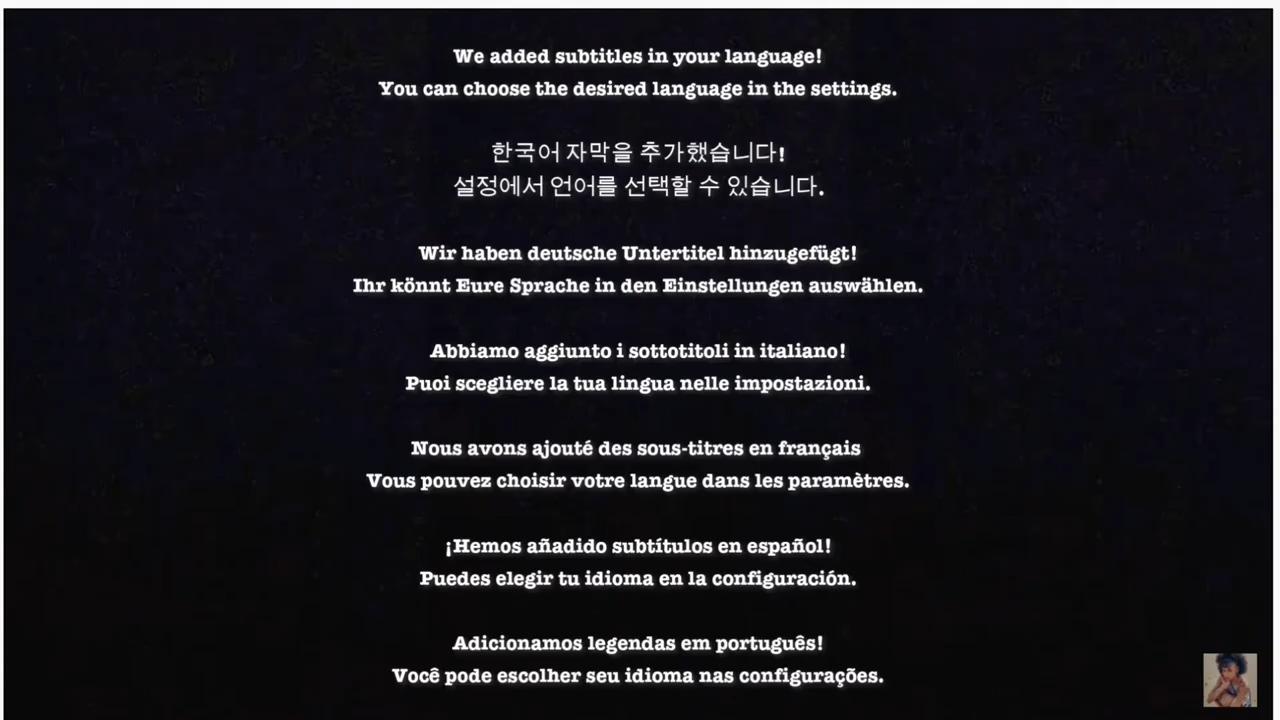 We added subtitles in your language!
You can choose the desired language in the settings.
한국어 자막을 추가했습니다!
설정에서 언어를 선택할 수 있습니다.
Wir haben deutsche Untertitel hinzugefügt!
Ihr könnt Eure Sprache in den Einstellungen auswählen.
Abbiamo aggiunto i sottotitoli in italiano!
Puoi scegliere la tua lingua nelle impostazioni.
Nous avons ajouté des sous-titres en français
Vous pouvez choisir votre langue dans les paramètres.
¡Hemos añadido subtítulos en español!
Puedes elegir tu idioma en la configuración.
Adicionamos legendas em português!
Você pode escolher seu idioma nas configurações.